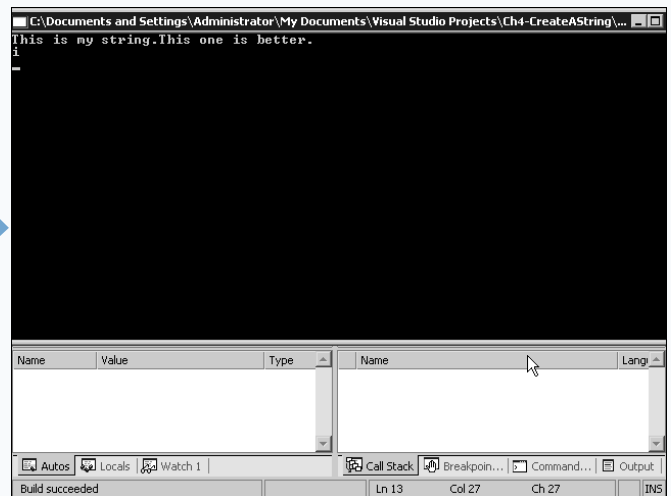 C:\Documents and Settings\Administrator\My Documents\Visual Studio Projects\Ch4-CreateAString\...
This is my string.This one is better.
i
Name Value Type
Name Langu
Autos Locals Watch 1
Call Stack Breakpoin... Command... Output
Build succeeded Ln 13 Col 27 Ch 27 INS